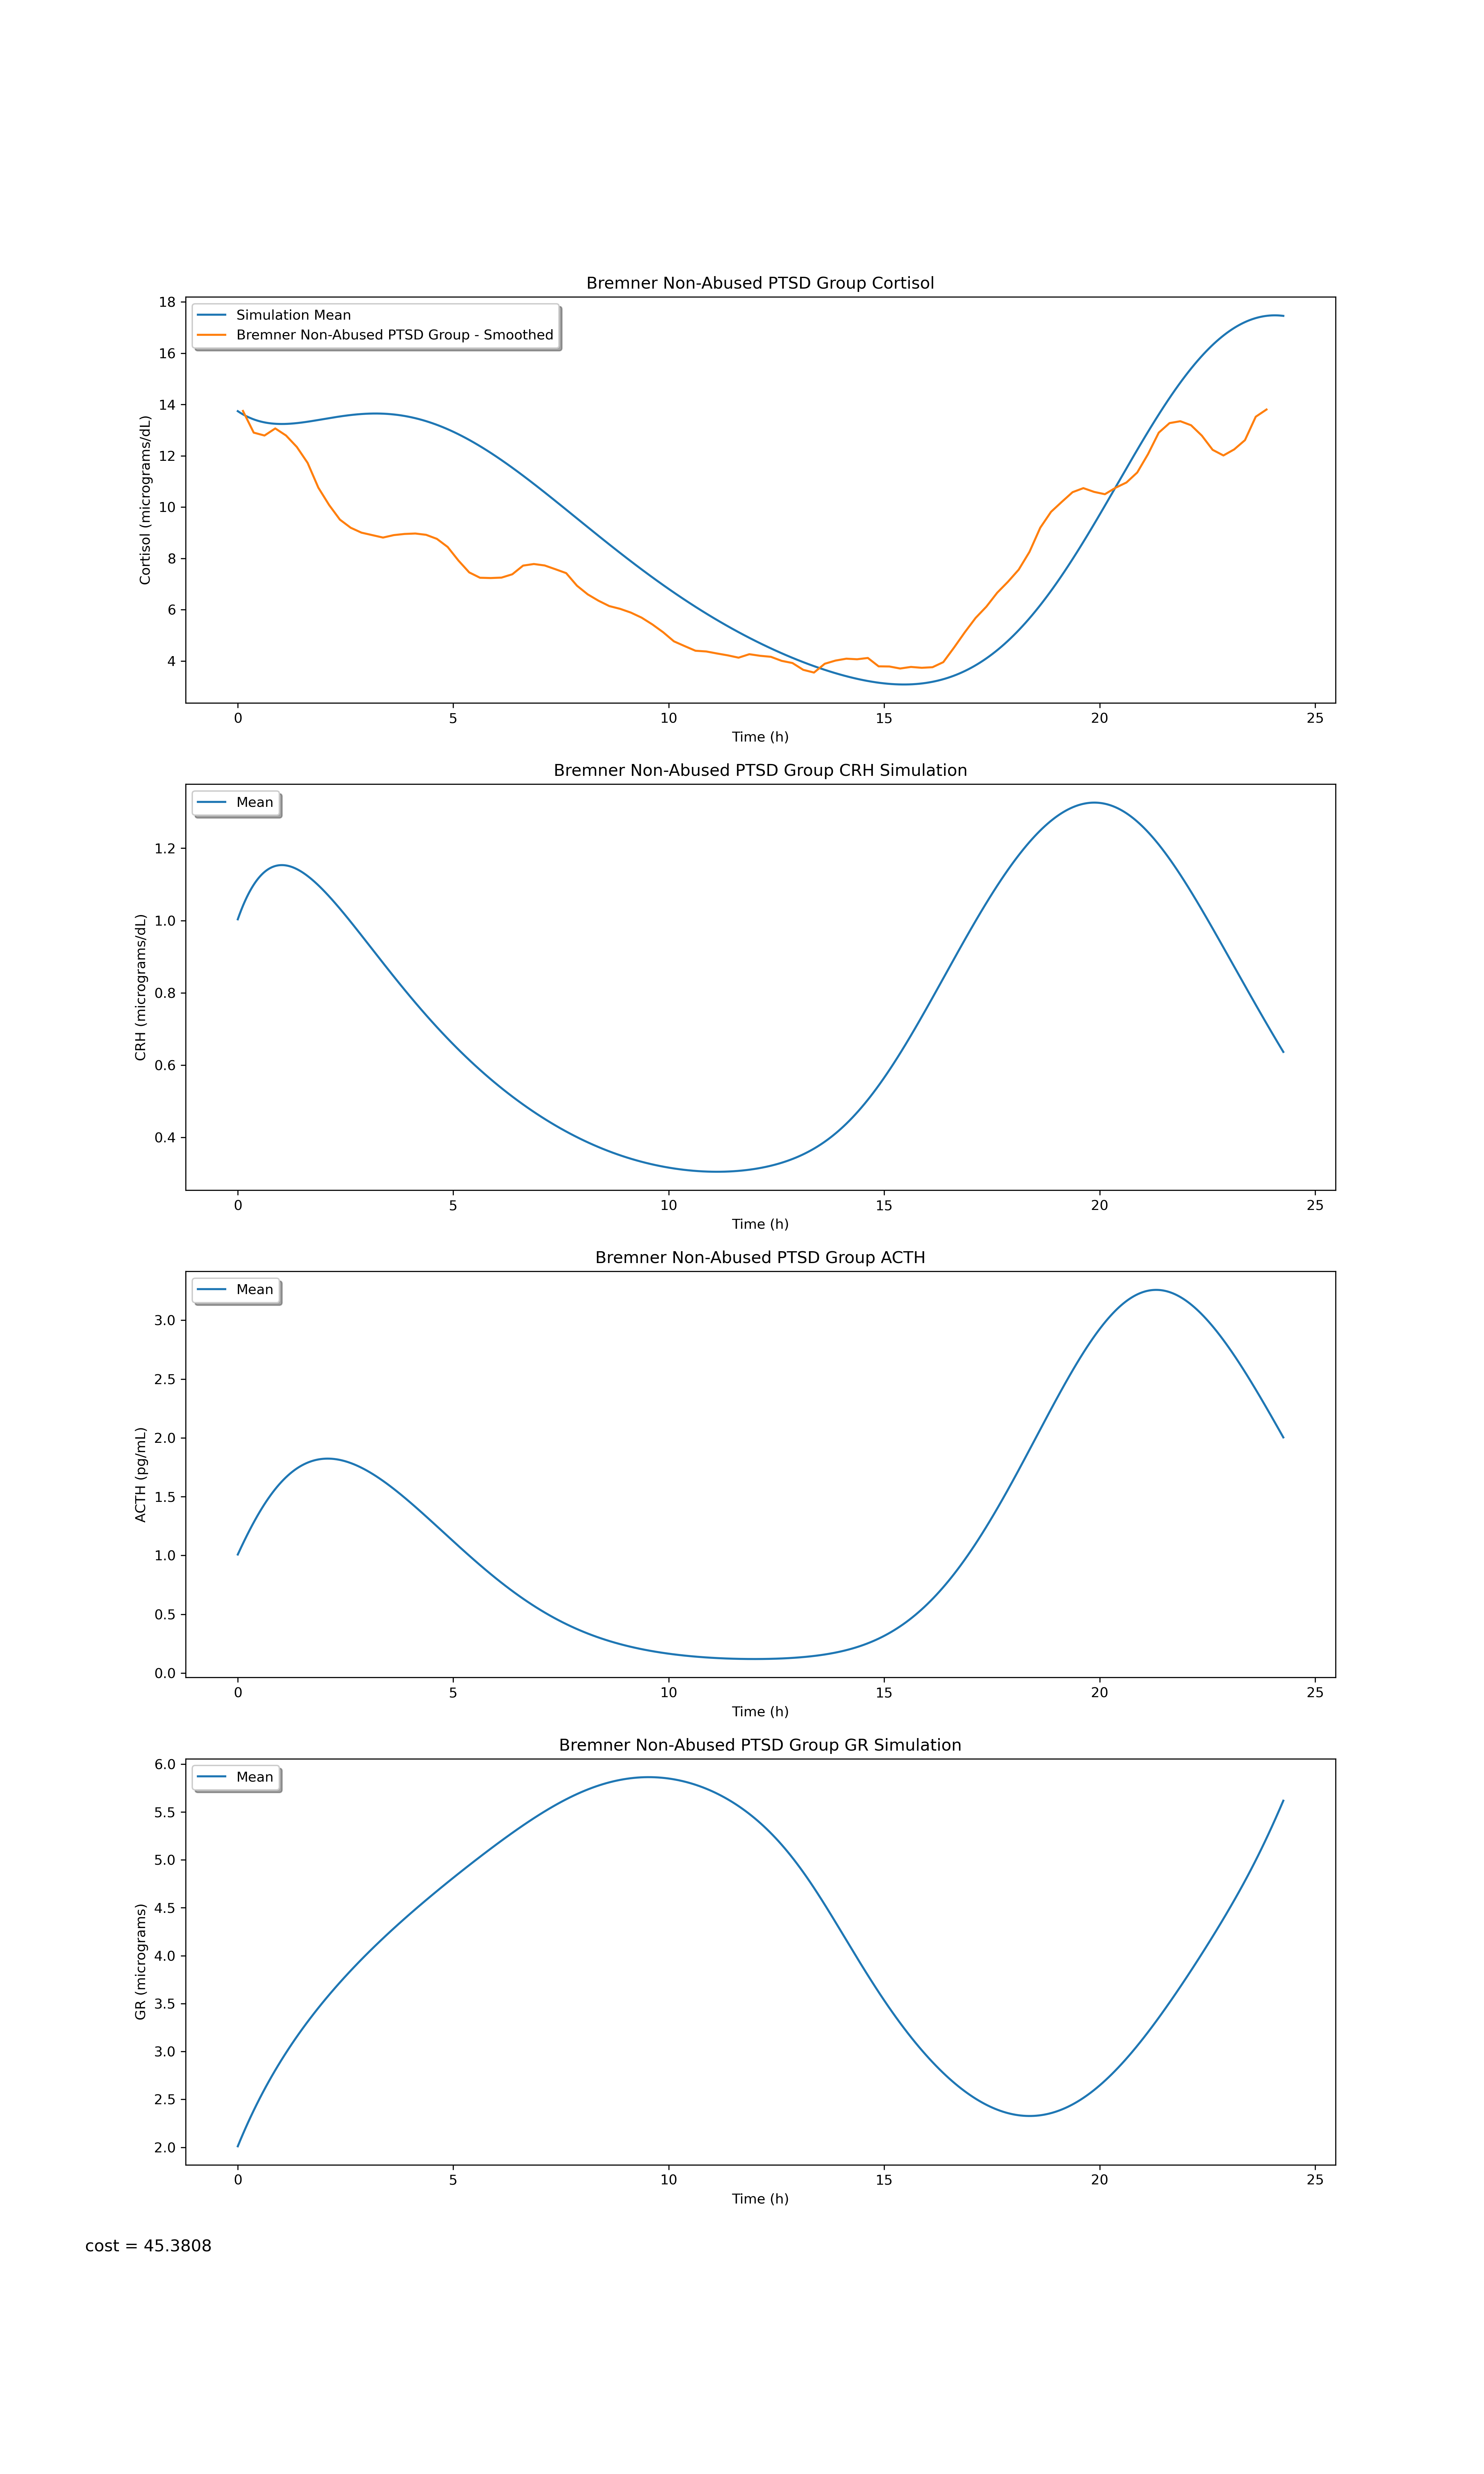 Bremner Non-Abused PTSD Group Cortisol
Simulation Mean
Bremner Non-Abused PTSD Group - Smoothed
Cortisol (micrograms/dL)
18
16
14
12
10
8
6
4
0 5 10 15 20 25
Time (h)
Bremner Non-Abused PTSD Group CRH Simulation
Mean
CRH (micrograms/dL)
1.2
1.0
0.8
0.6
0.4
0 5 10 15 20 25
Time (h)
Bremner Non-Abused PTSD Group ACTH
Mean
ACTH (pg/mL)
3.0
2.5
2.0
1.5
1.0
0.5
0.0
0 5 10 15 20 25
Time (h)
Bremner Non-Abused PTSD Group GR Simulation
Mean
GR (micrograms)
6.0
5.5
5.0
4.5
4.0
3.5
3.0
2.5
2.0
0 5 10 15 20 25
Time (h)
cost = 45.3808